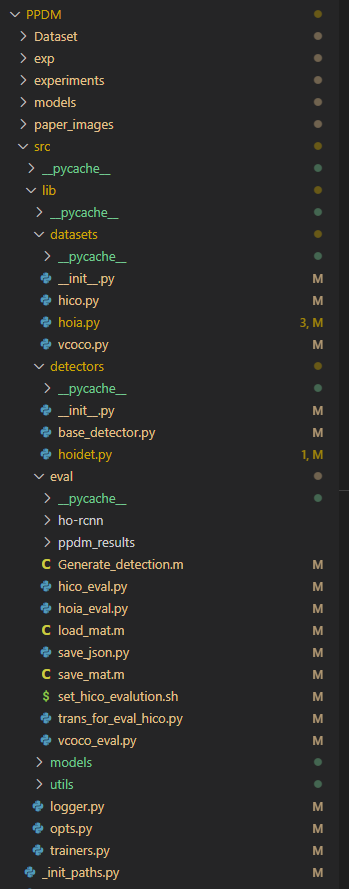 PPDM
Dataset
exp
experiments
models
paper_images
src
__pycache__
lib
__pycache__
datasets
__pycache__
__init__.py M
hico.py M
hoia.py 3, M
vcoco.py M
detectors
__pycache__
__init__.py M
base_detector.py M
hoidet.py 1, M
eval
__pycache__
ho-rcnn
ppdm_results
C Generate_detection.m M
hico_eval.py M
hoia_eval.py M
C load_mat.m M
save_json.py M
C save_mat.m M
$ set_hico_evalution.sh M
trans_for_eval_hico.py M
vcoco_eval.py M
models
utils
logger.py M
opts.py M
trainers.py M
_init_paths.py M